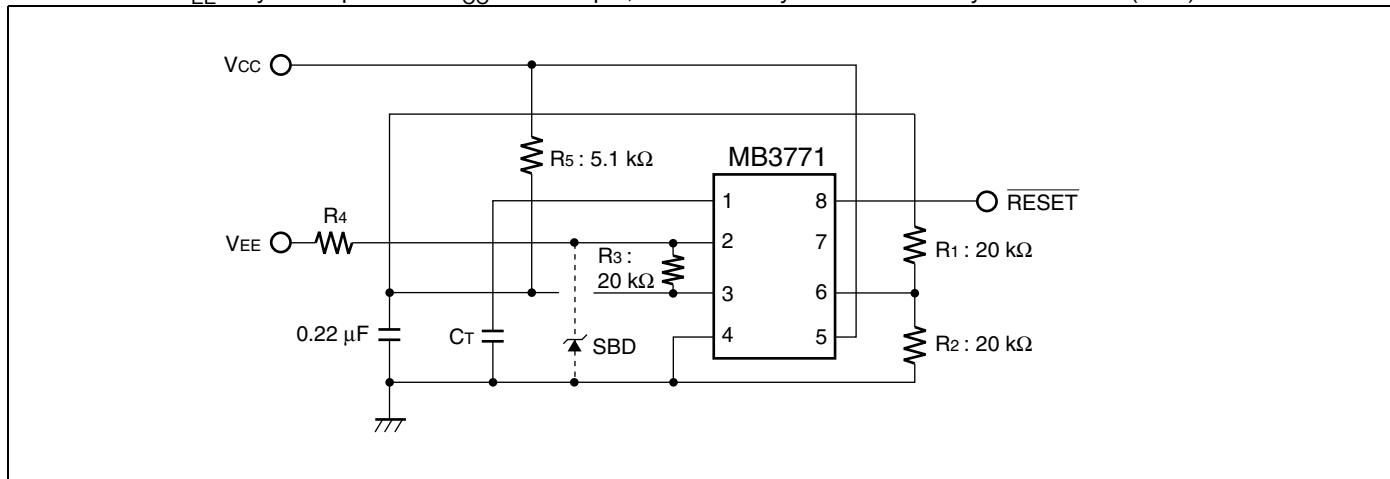 VCC
R5 : 5.1 kΩ
MB3771
1
8
RESET
R4
VEE
2
7
R3 :
20 kΩ
R1 : 20 kΩ
3
6
0.22 μF
CT
SBD
4
5
R2 : 20 kΩ